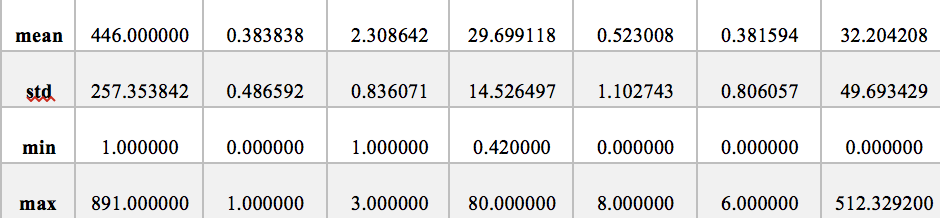 mean 446.000000 0.383838 2.308642 29.699118 0.523008 0.381594 32.204208
std 257.353842 0.486592 0.836071 14.526497 1.102743 0.806057 49.693429
min 1.000000 0.000000 1.000000 0.420000 0.000000 0.000000 0.000000
max 891.000000 1.000000 3.000000 80.000000 8.000000 6.000000 512.329200